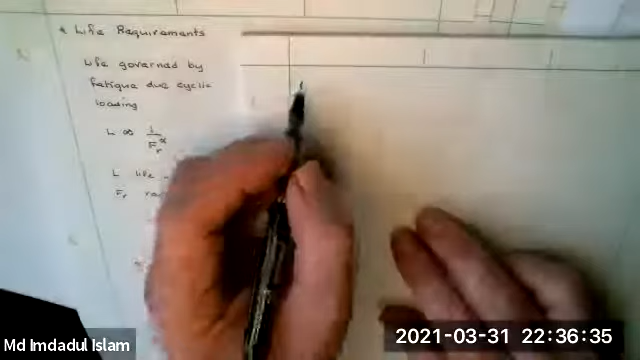 * Life Requirements
Life governed by
fatigue due cyclic
loading
L ∝ 1/Fr^α
L life
Fr
Md Imdadul Islam
2021-03-31 22:36:35